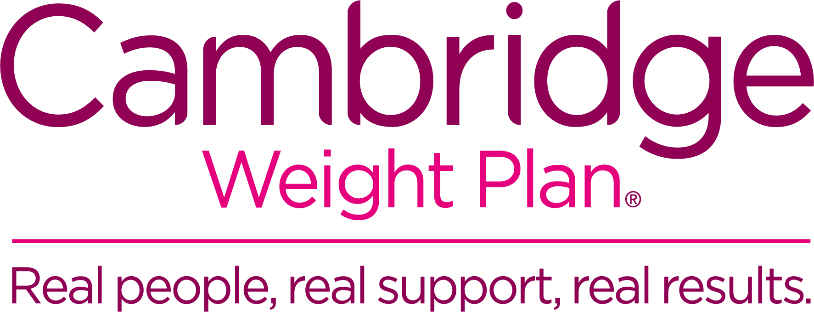 Cambridge
Weight Plan®
Real people, real support, real results.